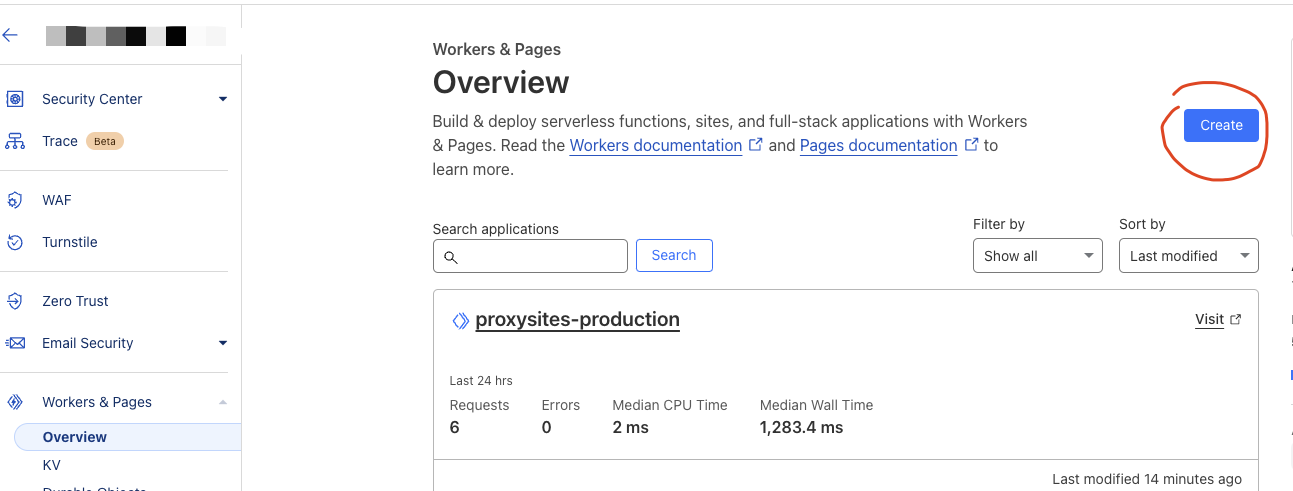 Security Center
Trace Beta
WAF
Turnstile
Zero Trust
Email Security
Workers & Pages
Overview
KV
Durable Objects
Workers & Pages
Overview
Build & deploy serverless functions, sites, and full-stack applications with Workers
& Pages. Read the Workers documentation and Pages documentation to
learn more.
Create
Search applications
Search
Filter by
Show all
Sort by
Last modified
proxysites-production
Visit
Last 24 hrs
Requests Errors Median CPU Time Median Wall Time
6 0 2 ms 1,283.4 ms
Last modified 14 minutes ago